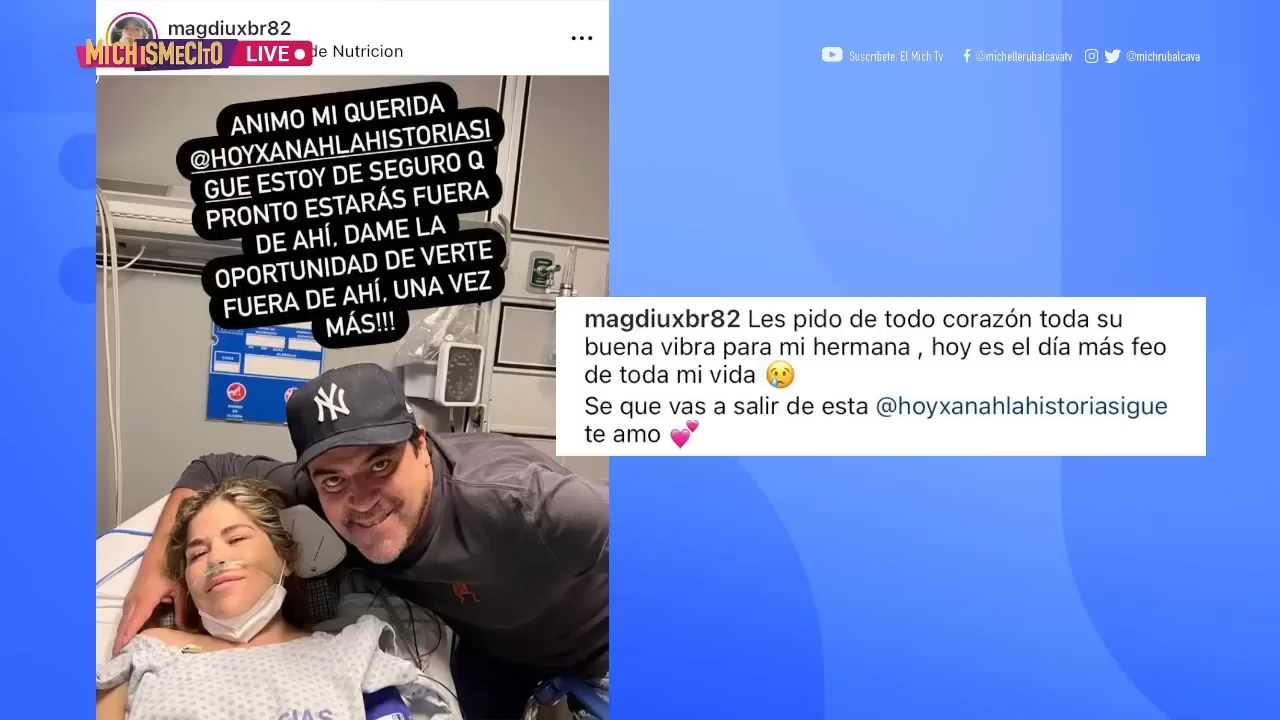 magdiuxbr82
MICHISMECITO LIVE
de Nutricion
Suscribete: El Mich Tv
@michellerubalcavatv
@michrubalcava
ANIMO MI QUERIDA
@HOYXANAHLAHISTORIASI
GUE ESTOY DE SEGURO Q
PRONTO ESTARÁS FUERA
DE AHÍ, DAME LA
OPORTUNIDAD DE VERTE
FUERA DE AHÍ, UNA VEZ
MÁS!!!
magdiuxbr82 Les pido de todo corazón toda su
buena vibra para mi hermana , hoy es el día más feo
de toda mi vida 😢
Se que vas a salir de esta @hoyxanahlahistoriasigue
te amo 💕
NY